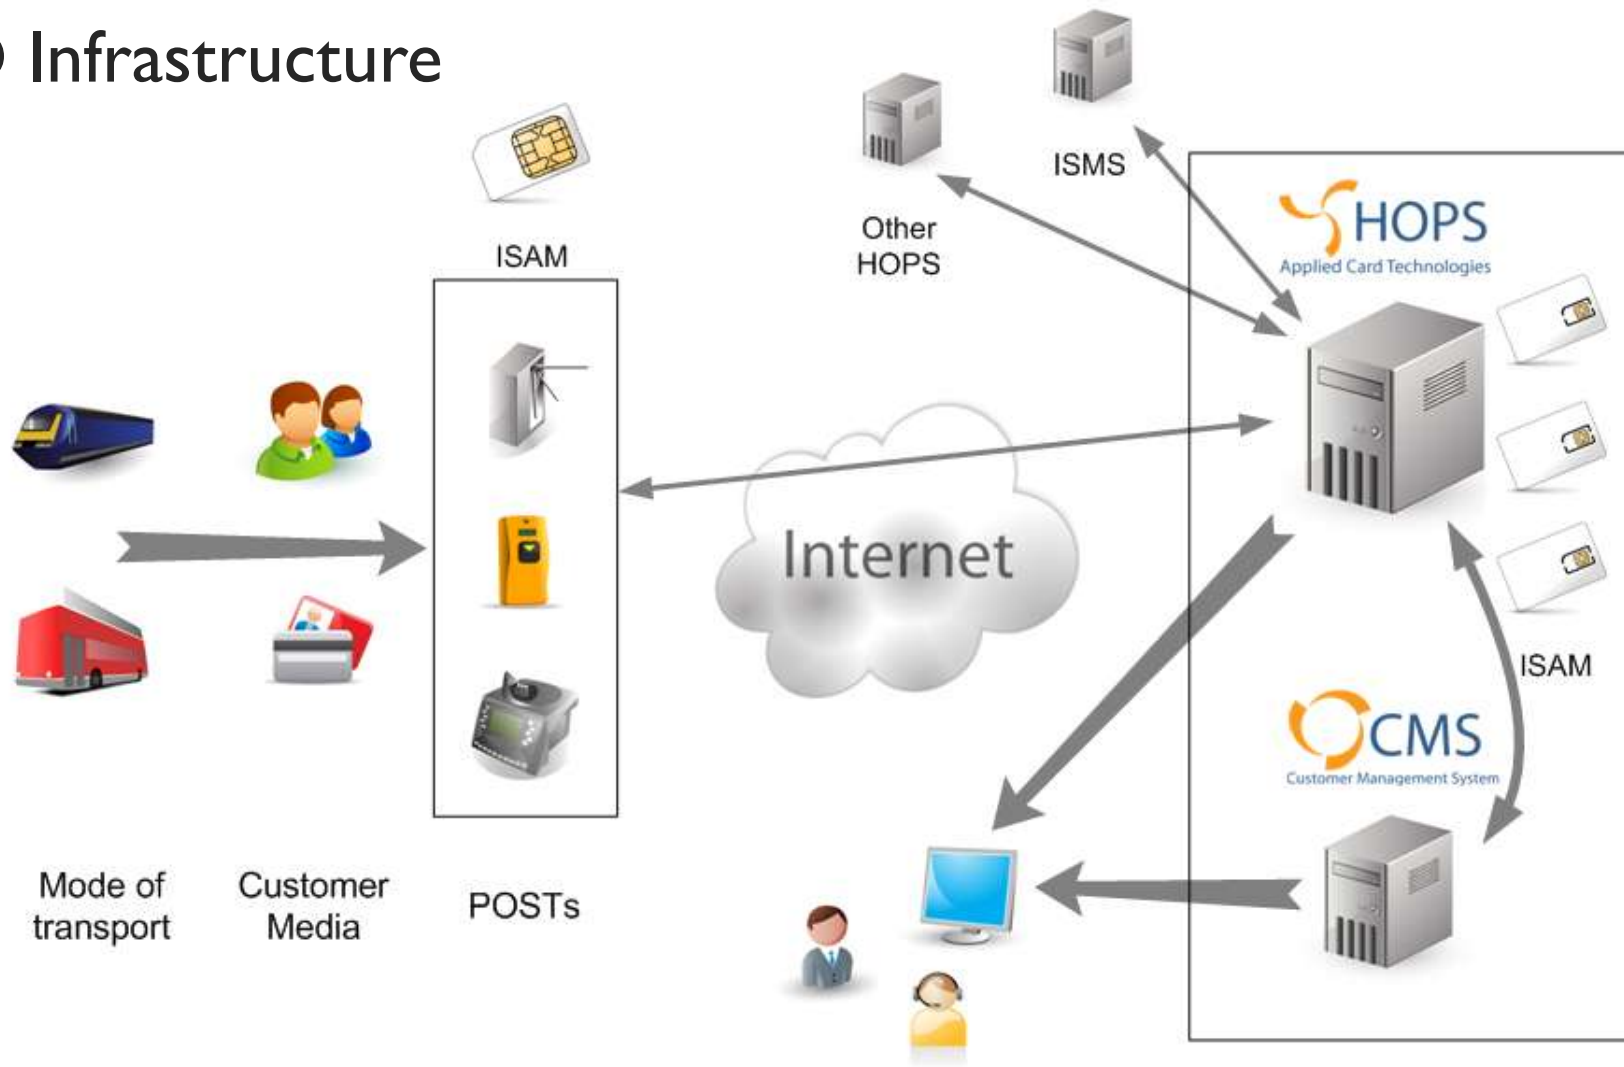 Infrastructure
ISAM
ISMS
Other
HOPS
HOPS
Applied Card Technologies
Internet
ISAM
CMS
Customer Management System
Mode of
transport
Customer
Media
POSTs